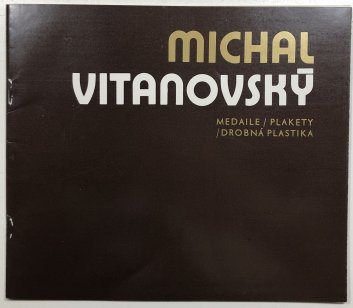 MICHAL
VITANOVSKÝ
MEDAILE / PLAKETY
/DROBNÁ PLASTIKA